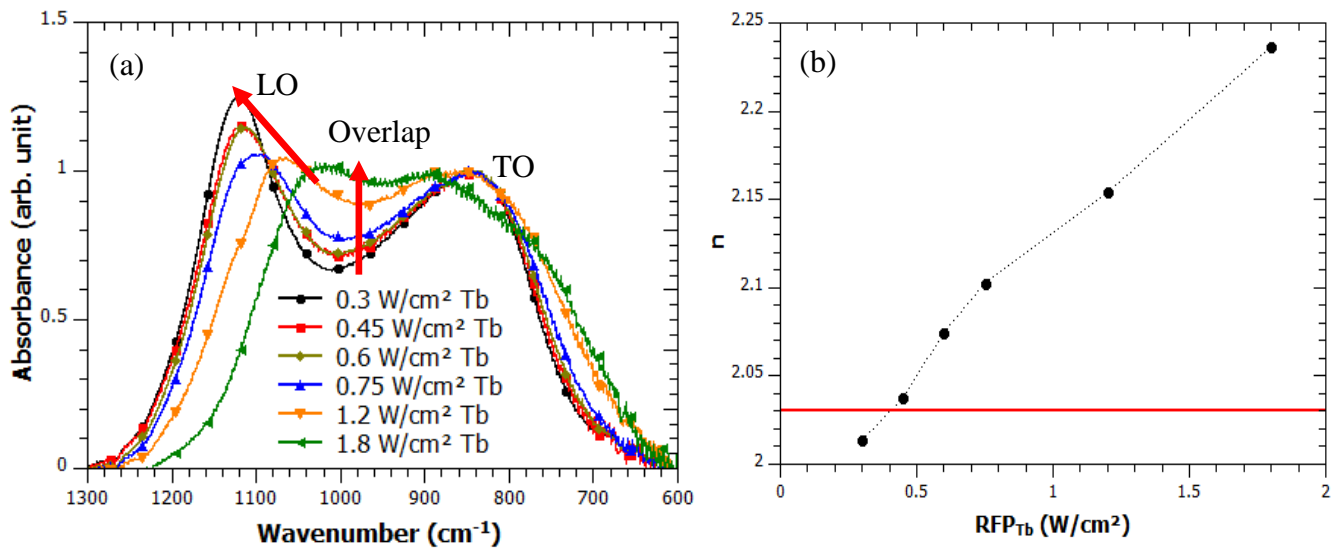 (a)
LO
Overlap
TO
1.5
1
0.5
0
Absorbance (arb. unit)
0.3 W/cm² Tb
0.45 W/cm² Tb
0.6 W/cm² Tb
0.75 W/cm² Tb
1.2 W/cm² Tb
1.8 W/cm² Tb
1300 1200 1100 1000 900 800 700 600
Wavenumber (cm⁻¹)
(b)
2.25
2.2
2.15
2.1
2.05
2
n
0 0.5 1 1.5 2
RFP_Tb (W/cm²)